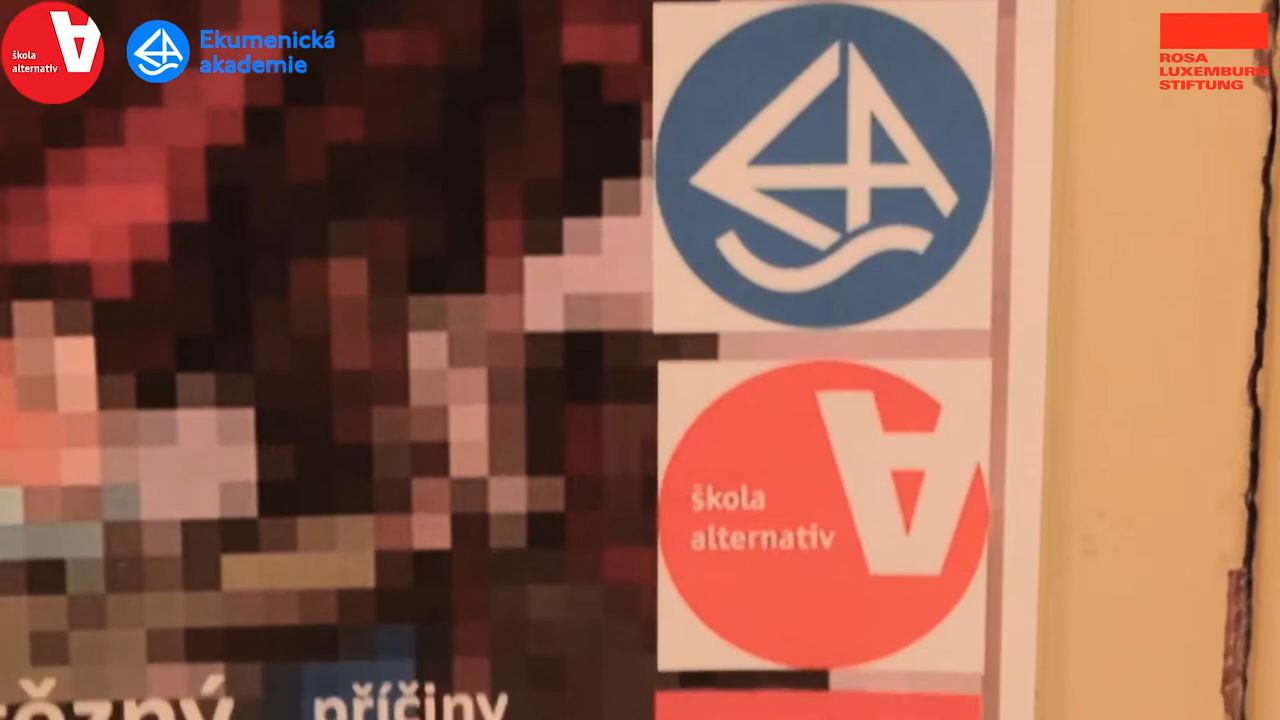 škola
alternativ
Ekumenická
akademie
ROSA
LUXEMBURG
STIFTUNG
škola
alternativ
příčiny